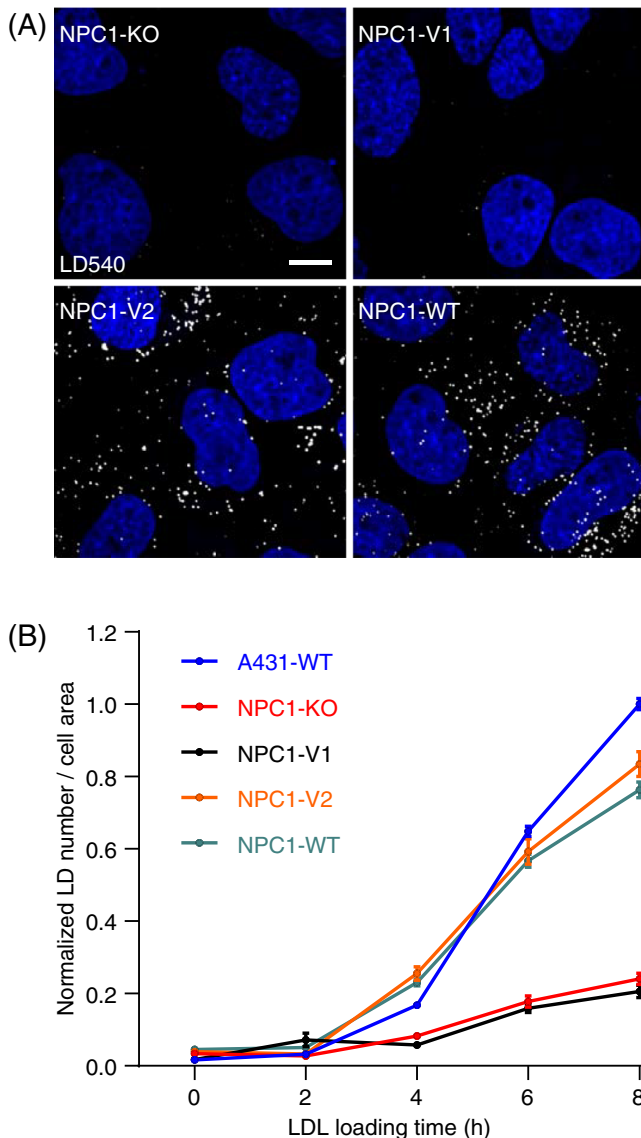 (A)
NPC1-KO
NPC1-V1
LD540
NPC1-V2
NPC1-WT
(B)
Normalized LD number / cell area
1.2
1.0
0.8
0.6
0.4
0.2
0.0
A431-WT
NPC1-KO
NPC1-V1
NPC1-V2
NPC1-WT
0 2 4 6 8
LDL loading time (h)